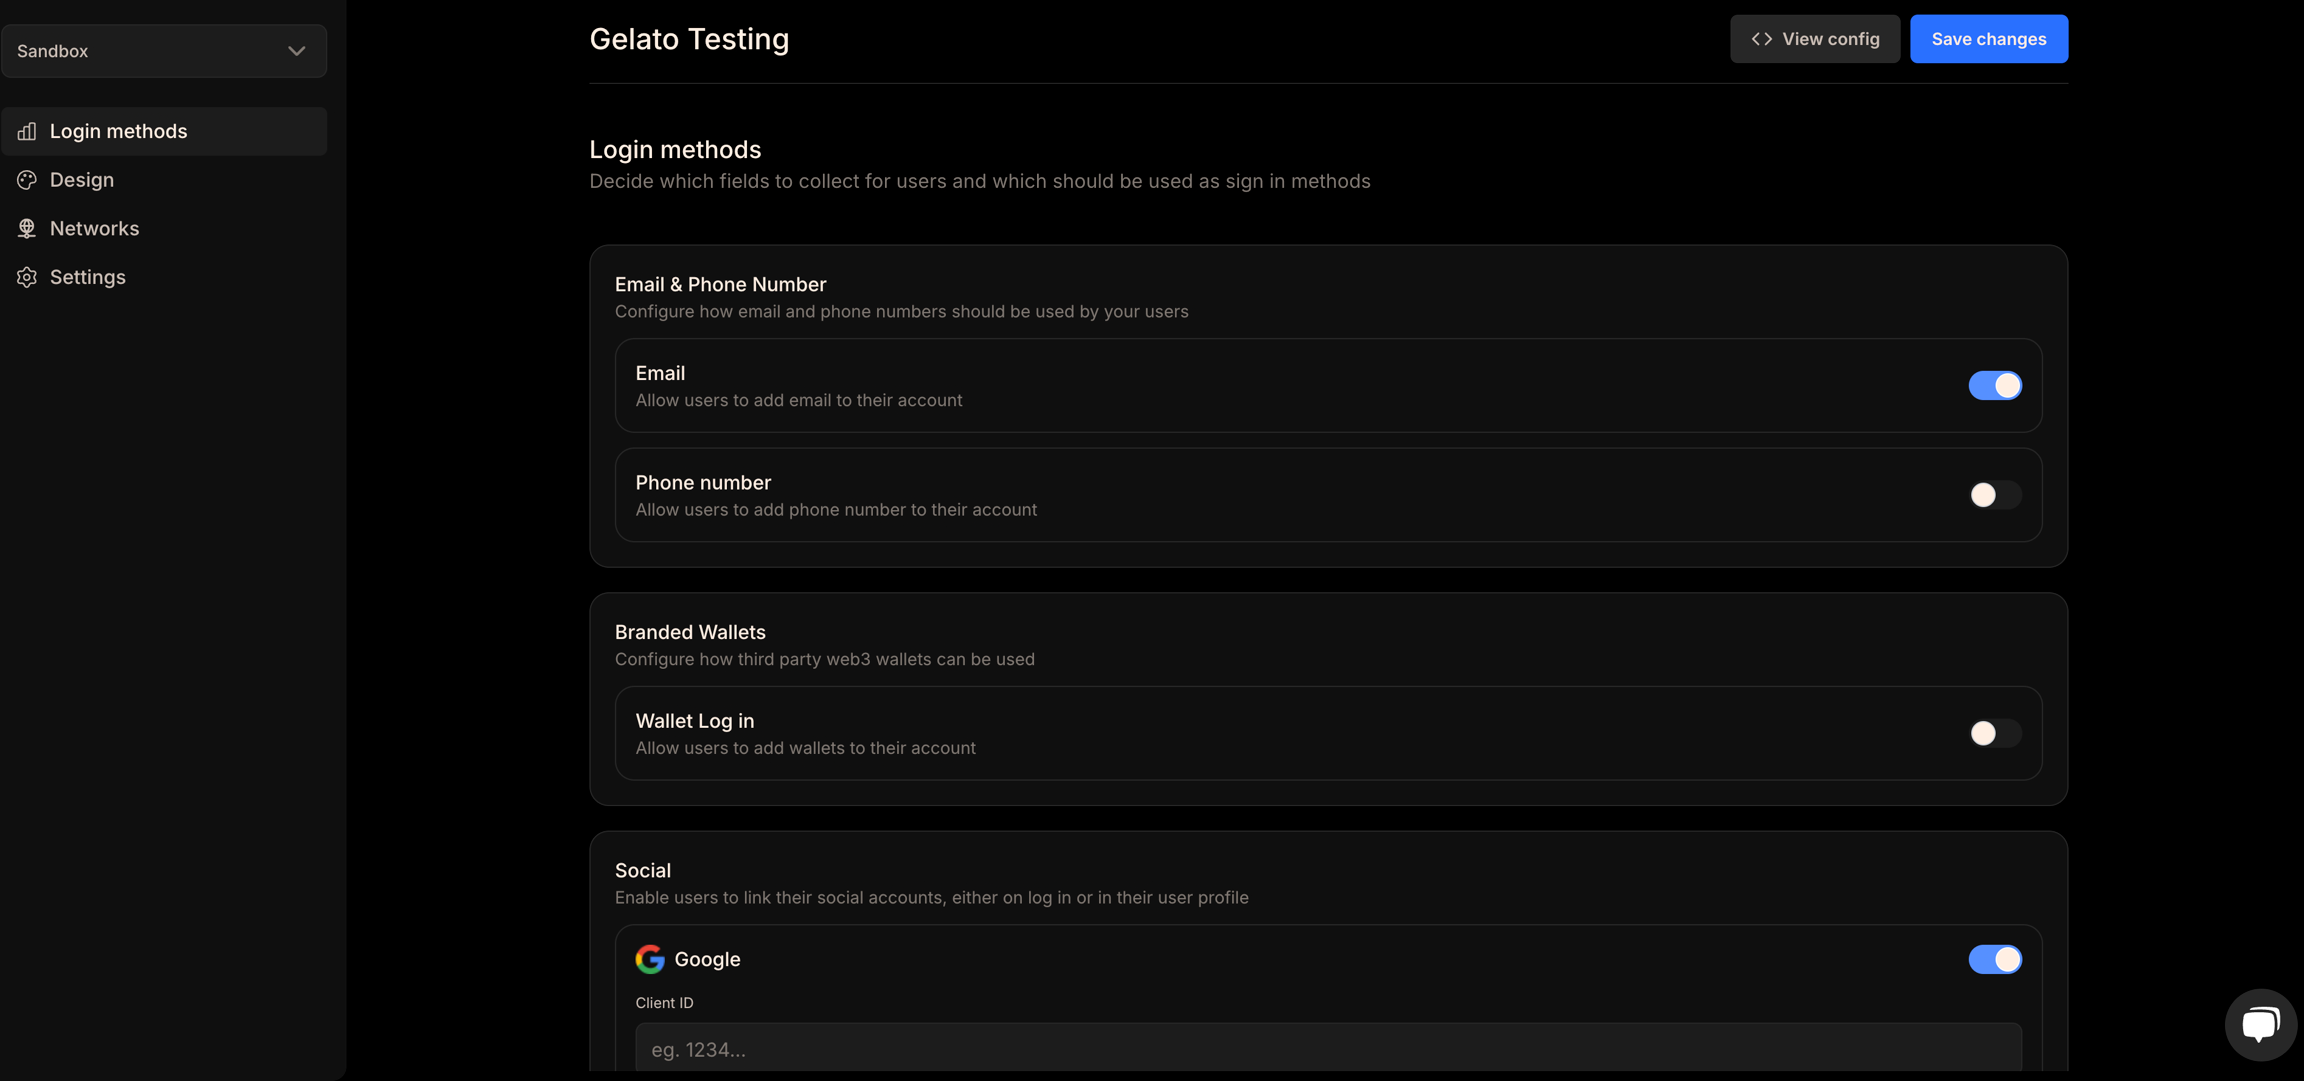 Sandbox
Login methods
Design
Networks
Settings
Gelato Testing
View config
Save changes
Login methods
Decide which fields to collect for users and which should be used as sign in methods
Email & Phone Number
Configure how email and phone numbers should be used by your users
Email
Allow users to add email to their account
Phone number
Allow users to add phone number to their account
Branded Wallets
Configure how third party web3 wallets can be used
Wallet Log in
Allow users to add wallets to their account
Social
Enable users to link their social accounts, either on log in or in their user profile
Google
Client ID
eg. 1234...